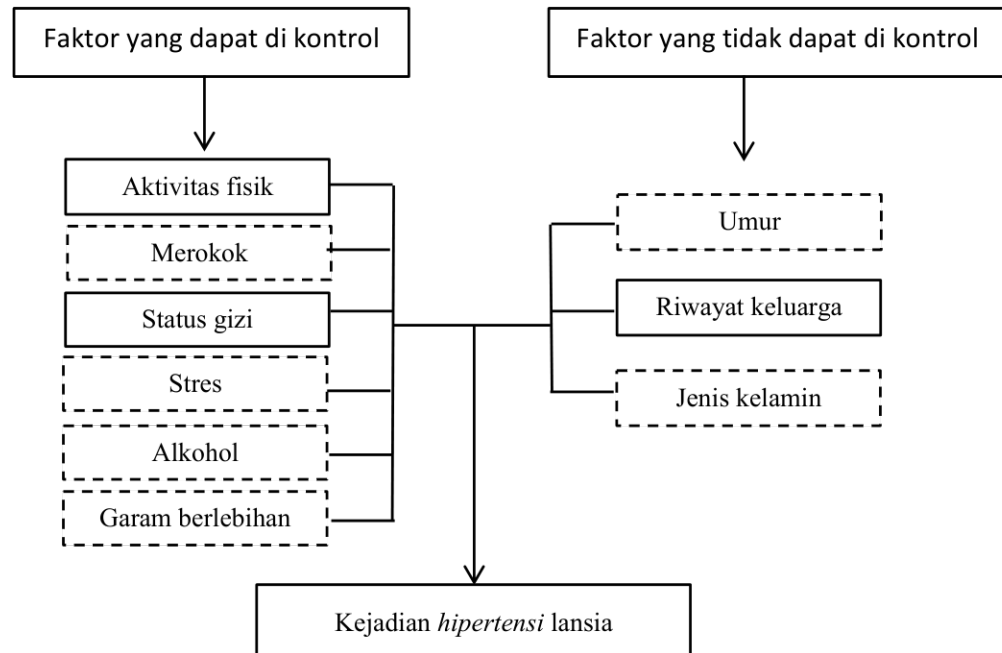 Faktor yang dapat di kontrol
Faktor yang tidak dapat di kontrol
Aktivitas fisik
Merokok
Status gizi
Stres
Alkohol
Garam berlebihan
Umur
Riwayat keluarga
Jenis kelamin
Kejadian hipertensi lansia